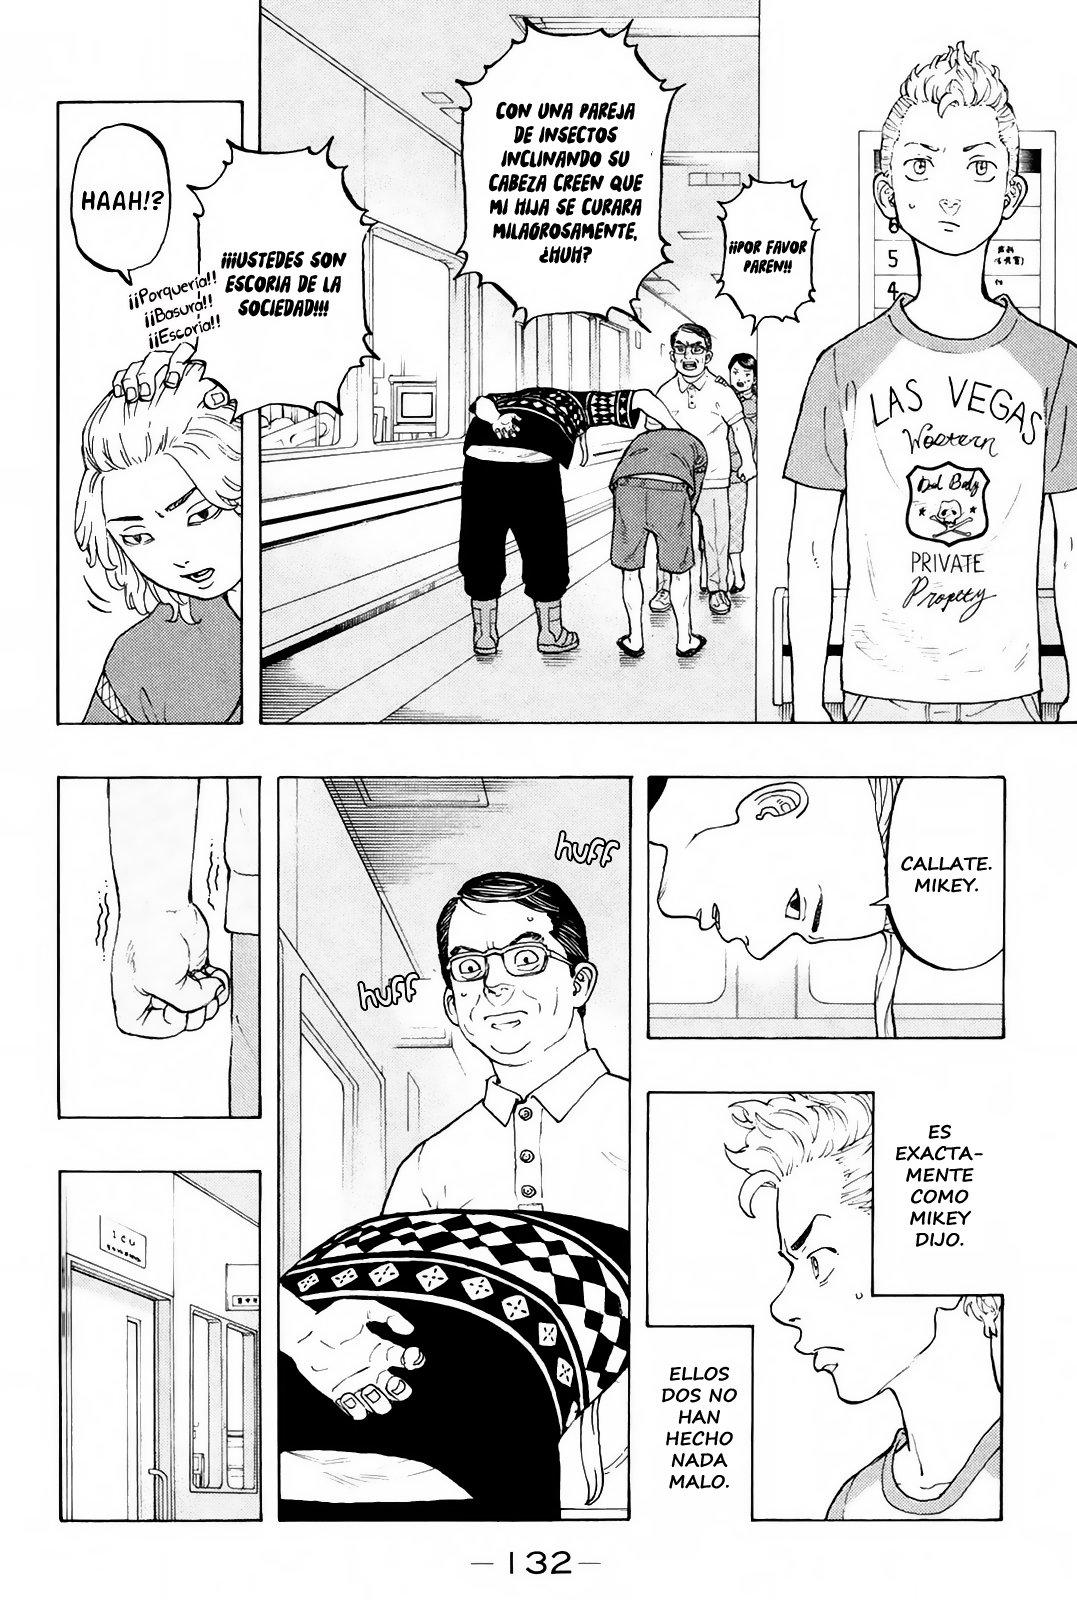 ¡¡POR FAVOR
PAREN!!
CON UNA PAREJA
DE INSECTOS
INCLINANDO SU
CABEZA CREEN QUE
MI HIJA SE CURARA
MILAGROSAMENTE,
¿HUH?
¡¡¡USTEDES SON
ESCORIA DE LA
SOCIEDAD!!!
HAAH!?
¡¡Porquería!!
¡¡Basura!!
¡¡Escoria!!
5
4
LAS VEGAS
Western
PRIVATE
Property
CALLATE.
MIKEY.
huff
huff
ES
EXACTA-
MENTE
COMO
MIKEY
DIJO.
ELLOS
DOS NO
HAN
HECHO
NADA
MALO.
ICU
— 132 —